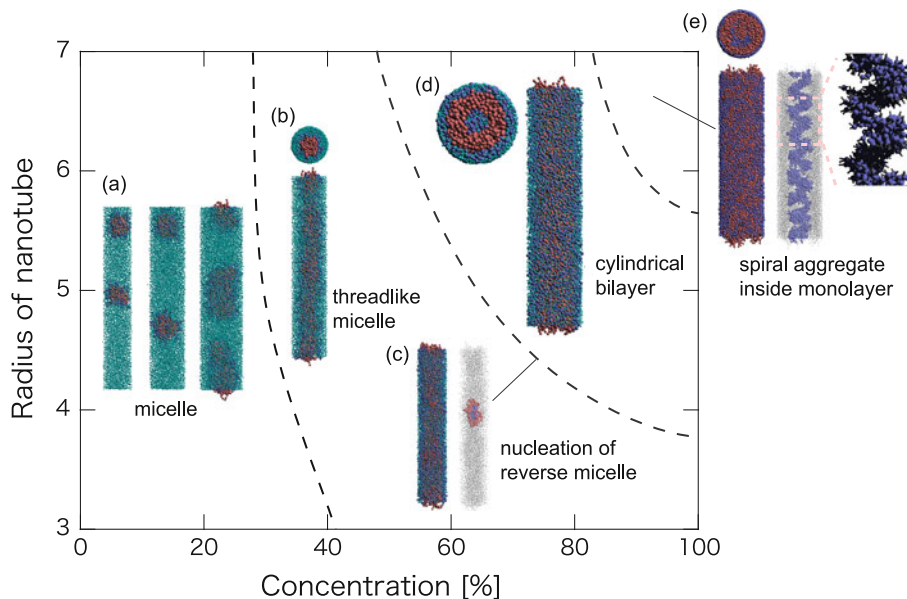 (e)
7
(d)
(b)
6
(a)
spiral aggregate
inside monolayer
cylindrical
bilayer
Radius of nanotube
5
threadlike
micelle
(c)
micelle
4
nucleation of
reverse micelle
3
0 20 40 60 80 100
Concentration [%]